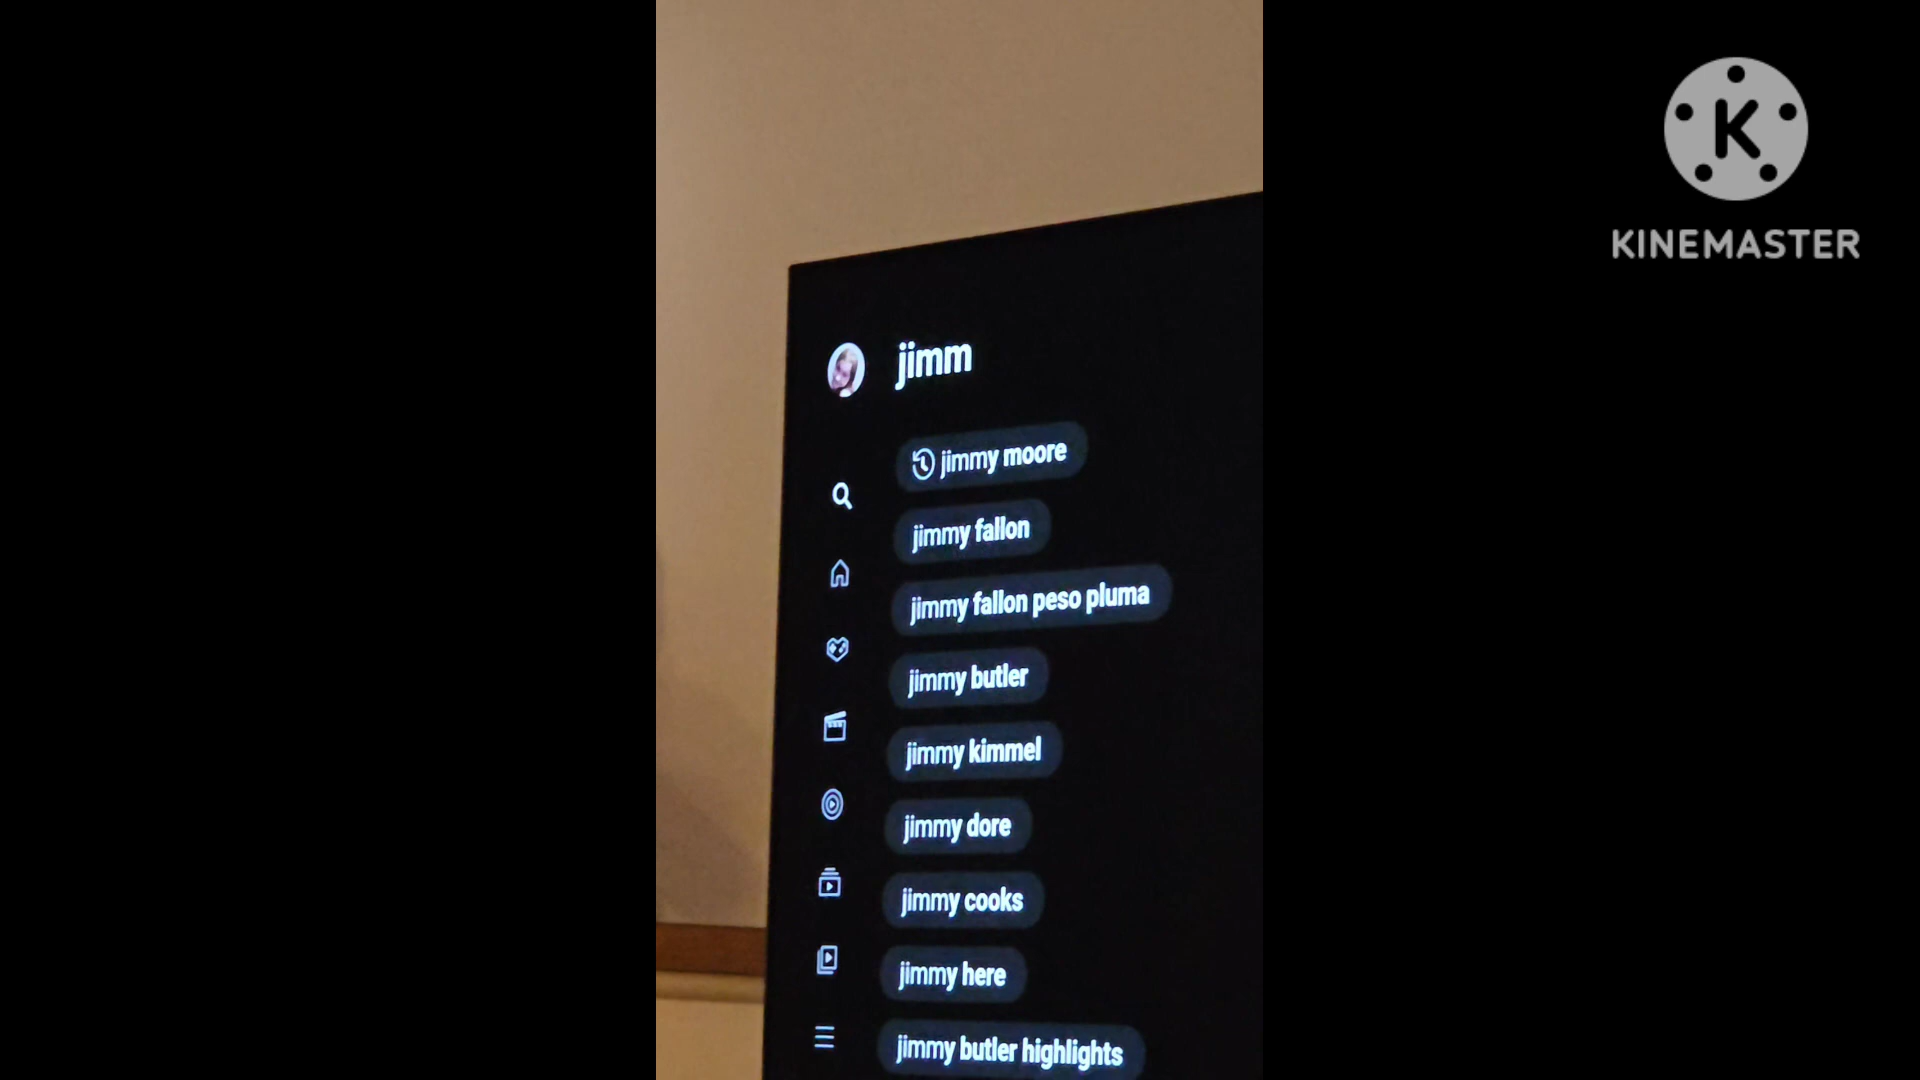 KINEMASTER
jimm
jimmy moore
jimmy fallon
jimmy fallon peso pluma
jimmy butler
jimmy kimmel
jimmy dore
jimmy cooks
jimmy here
jimmy butler highlights